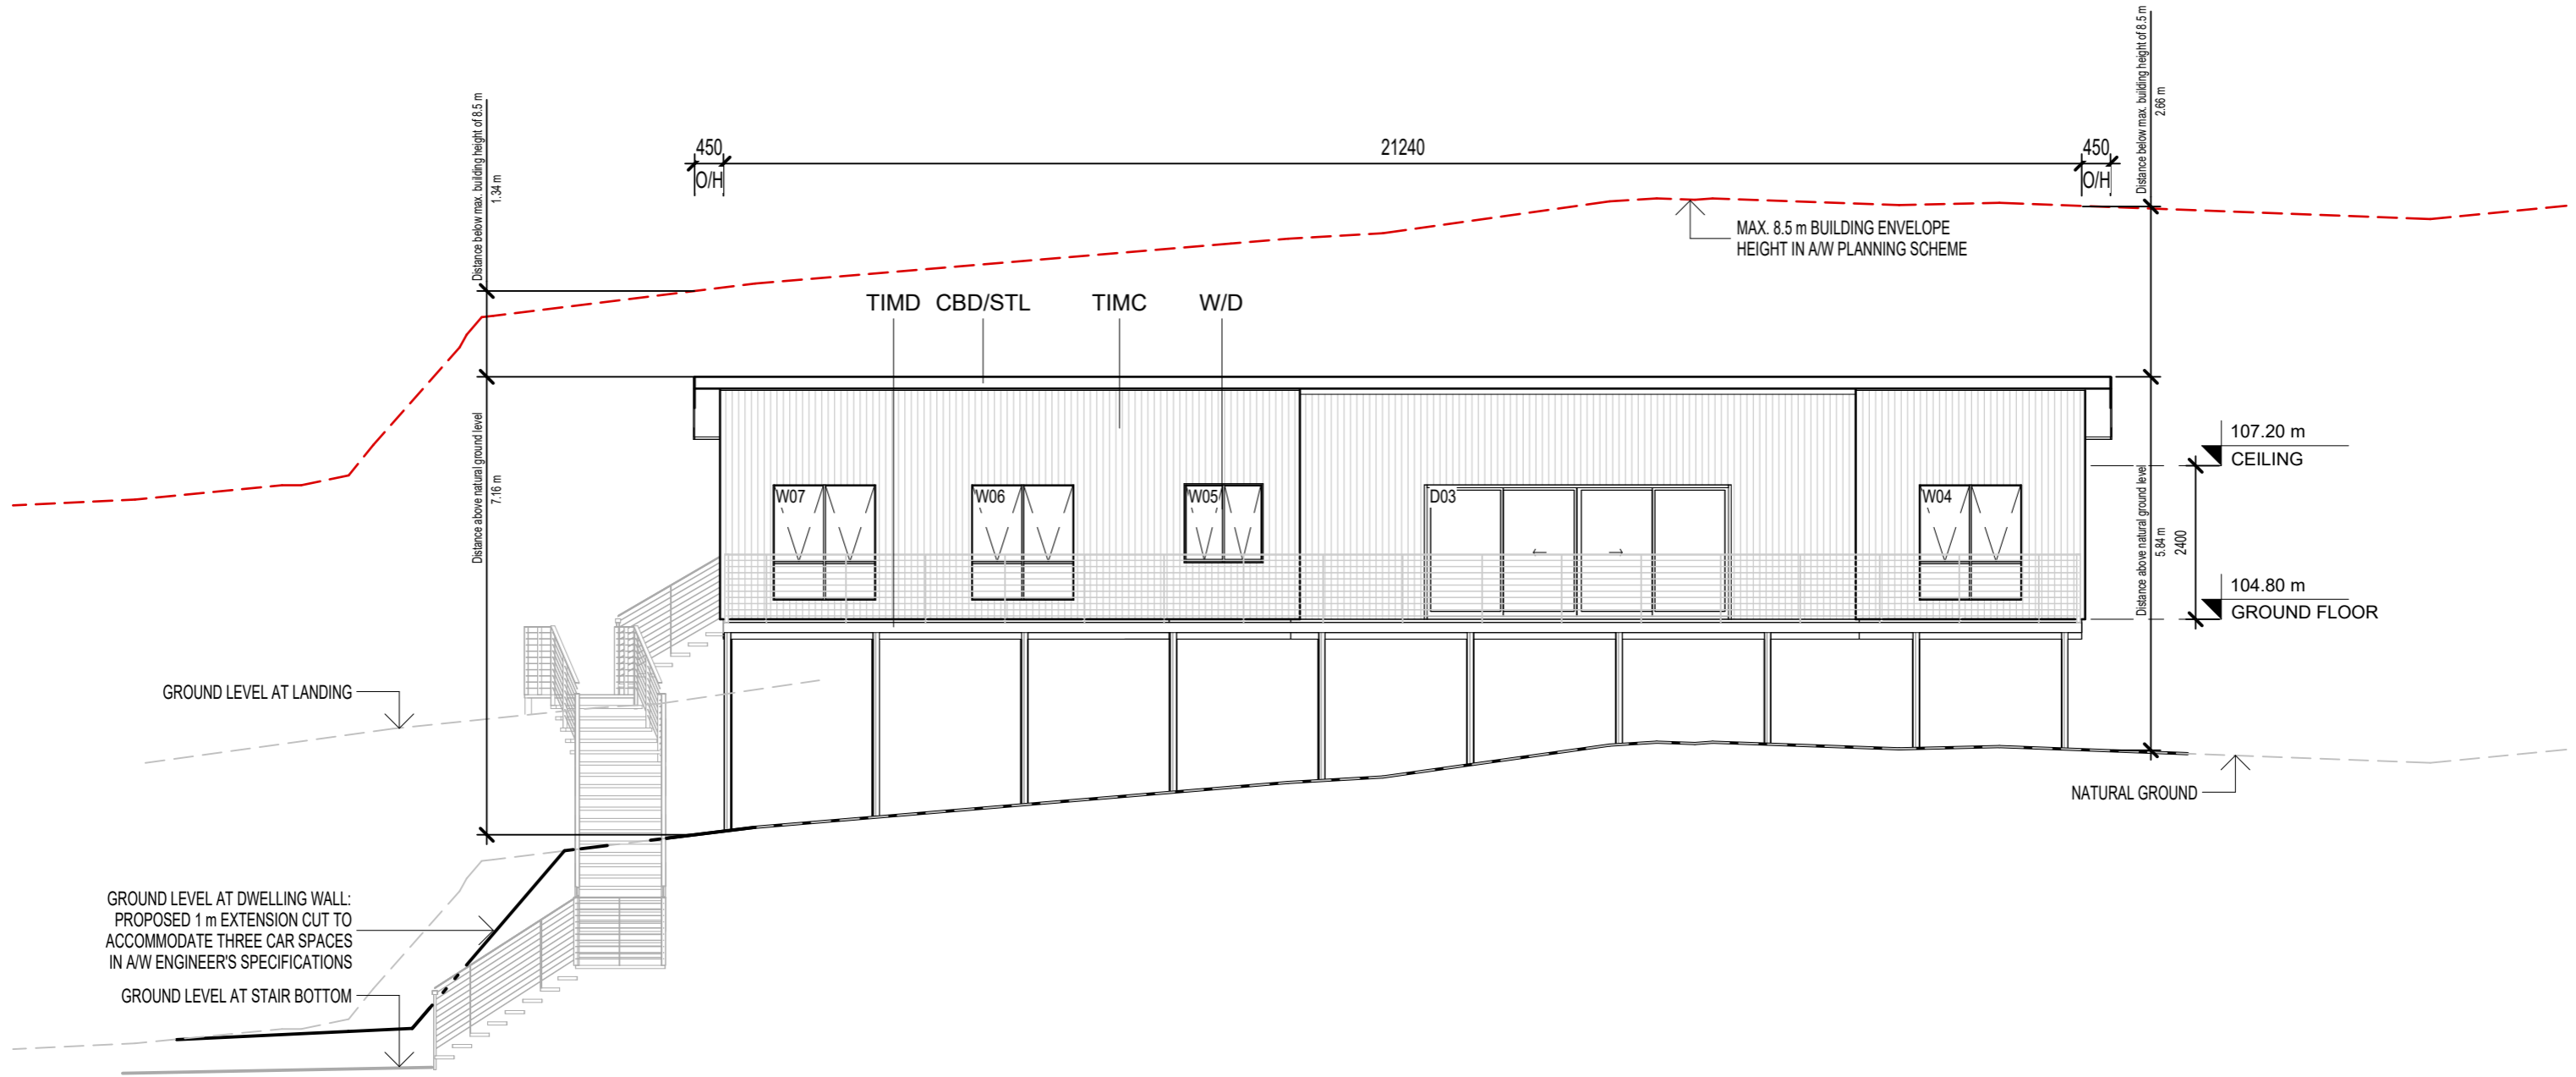 Distance below max. building height of 8.5 m
1.34 m
Distance below max. building height of 8.5 m
2.66 m
450
O/H
21240
450
O/H
MAX. 8.5 m BUILDING ENVELOPE
HEIGHT IN A/W PLANNING SCHEME
TIMD
CBD/STL
TIMC
W/D
Distance above natural ground level
7.16 m
107.20 m
CEILING
W07
W06
W05
D03
W04
Distance above natural ground level
5.84 m
2400
104.80 m
GROUND FLOOR
GROUND LEVEL AT LANDING
NATURAL GROUND
GROUND LEVEL AT DWELLING WALL:
PROPOSED 1 m EXTENSION CUT TO
ACCOMMODATE THREE CAR SPACES
IN A/W ENGINEER'S SPECIFICATIONS
GROUND LEVEL AT STAIR BOTTOM